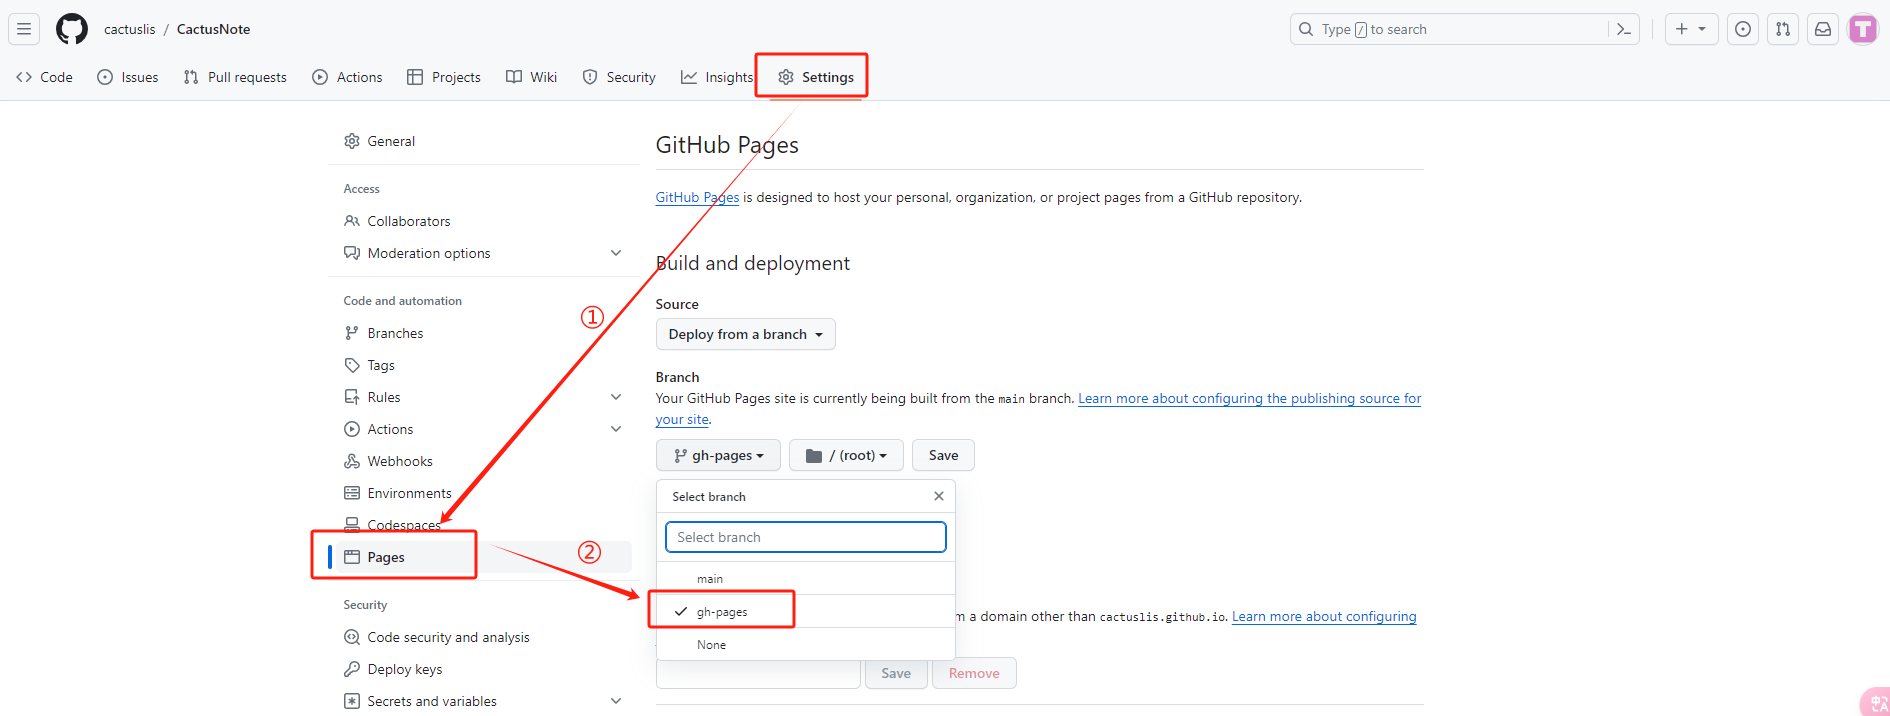 cactuslis / CactusNote
Type / to search
T
Code Issues Pull requests Actions Projects Wiki Security Insights Settings
General
Access
Collaborators
Moderation options
Code and automation
Branches
Tags
Rules
Actions
Webhooks
Environments
Codespaces
Pages
Security
Code security and analysis
Deploy keys
Secrets and variables
①
②
GitHub Pages
GitHub Pages is designed to host your personal, organization, or project pages from a GitHub repository.
Build and deployment
Source
Deploy from a branch
Branch
Your GitHub Pages site is currently being built from the main branch. Learn more about configuring the publishing source for
your site.
gh-pages / (root) Save
Select branch
Select branch
main
gh-pages
None
m a domain other than cactuslis.github.io. Learn more about configuring
Save Remove
中A